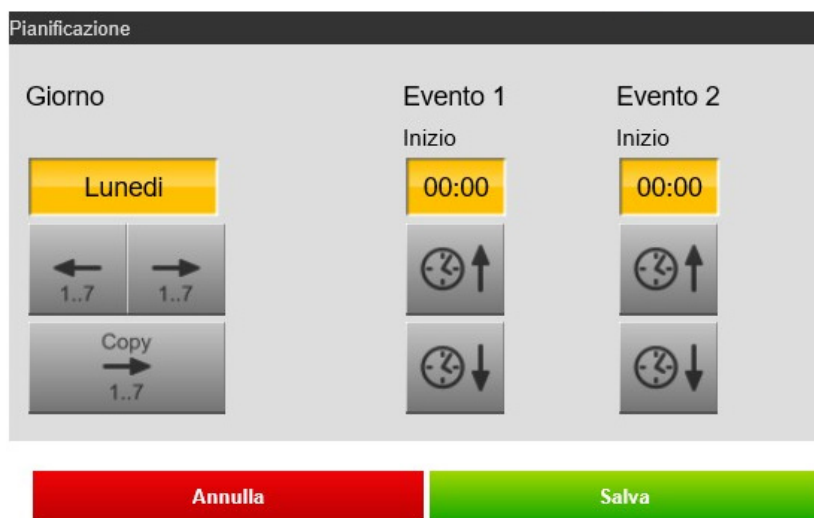 Pianificazione
Giorno
Evento 1
Evento 2
Inizio
Inizio
Lunedi
00:00
00:00
1..7
1..7
Copy
1..7
Annulla
Salva